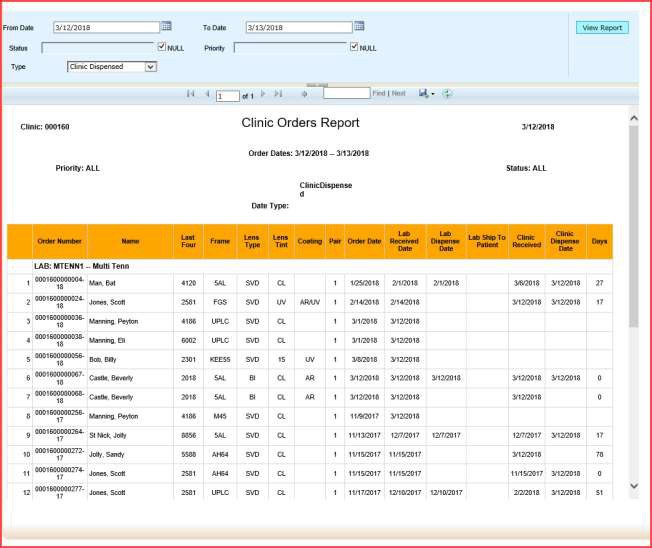 From Date 3/12/2018 To Date 3/13/2018 View Report
Status NULL Priority NULL
Type Clinic Dispensed
1 of 1 Find | Next
Clinic: 000160 Clinic Orders Report 3/12/2018
Order Dates: 3/12/2018 -- 3/13/2018
Priority: ALL Status: ALL
ClinicDispense
d
Date Type:
Order Number Name Last Four Frame Lens Type Lens Tint Coating Pair Order Date Lab Received Date Lab Dispense Date Lab Ship To Patient Clinic Received Clinic Dispense Date Days
LAB: MTENN1 -- Multi Tenn
1 0001600000004-18 Man, Bat 4120 5AL SVD CL 1 1/25/2018 2/1/2018 2/1/2018 3/6/2018 3/12/2018 27
2 0001600000024-18 Jones, Scott 2581 FGS SVD UV AR/UV 1 2/14/2018 2/14/2018 3/12/2018 3/12/2018 17
3 0001600000036-18 Manning, Peyton 4186 UPLC SVD CL 1 3/1/2018 3/12/2018
4 0001600000038-18 Manning, Eli 6002 UPLC SVD CL 1 3/1/2018 3/12/2018
5 0001600000056-18 Bob, Billy 2301 KEE55 SVD 15 UV 1 3/8/2018 3/12/2018
6 0001600000067-18 Castle, Beverly 2018 5AL BI CL AR 1 3/12/2018 3/12/2018 3/12/2018 3/12/2018 3/12/2018 0
7 0001600000068-18 Castle, Beverly 2018 5AL BI CL AR 1 3/12/2018 3/12/2018 3/12/2018 3/12/2018 0
8 0001600000256-17 Manning, Peyton 4186 M45 SVD CL 1 11/9/2017 3/12/2018
9 0001600000264-17 St Nick, Jolly 8856 5AL SVD CL 1 11/13/2017 12/7/2017 12/7/2017 12/7/2017 3/12/2018 17
10 0001600000272-17 Jolly, Sandy 5588 AH64 SVD CL 1 11/15/2017 11/15/2017 3/12/2018 78
11 0001600000274-17 Jones, Scott 2581 AH64 SVD CL 1 11/15/2017 11/15/2017 11/15/2017 3/12/2018 0
12 0001600000277-17 Jones, Scott 2581 UPLC SVD CL 1 11/17/2017 12/10/2017 12/10/2017 2/2/2018 3/12/2018 51